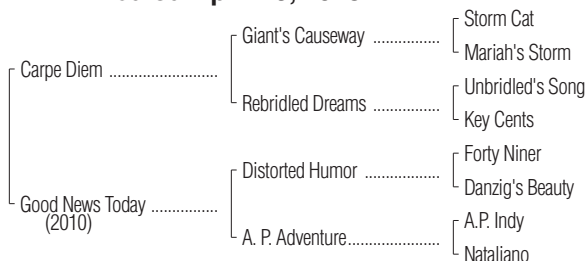 Storm Cat
Giant's Causeway ................
Mariah's Storm
Carpe Diem ..........................
Unbridled's Song
Rebridled Dreams ................
Key Cents
Forty Niner
Distorted Humor ..................
Danzig's Beauty
Good News Today ................
(2010)
A.P. Indy
A. P. Adventure......................
Nataliano